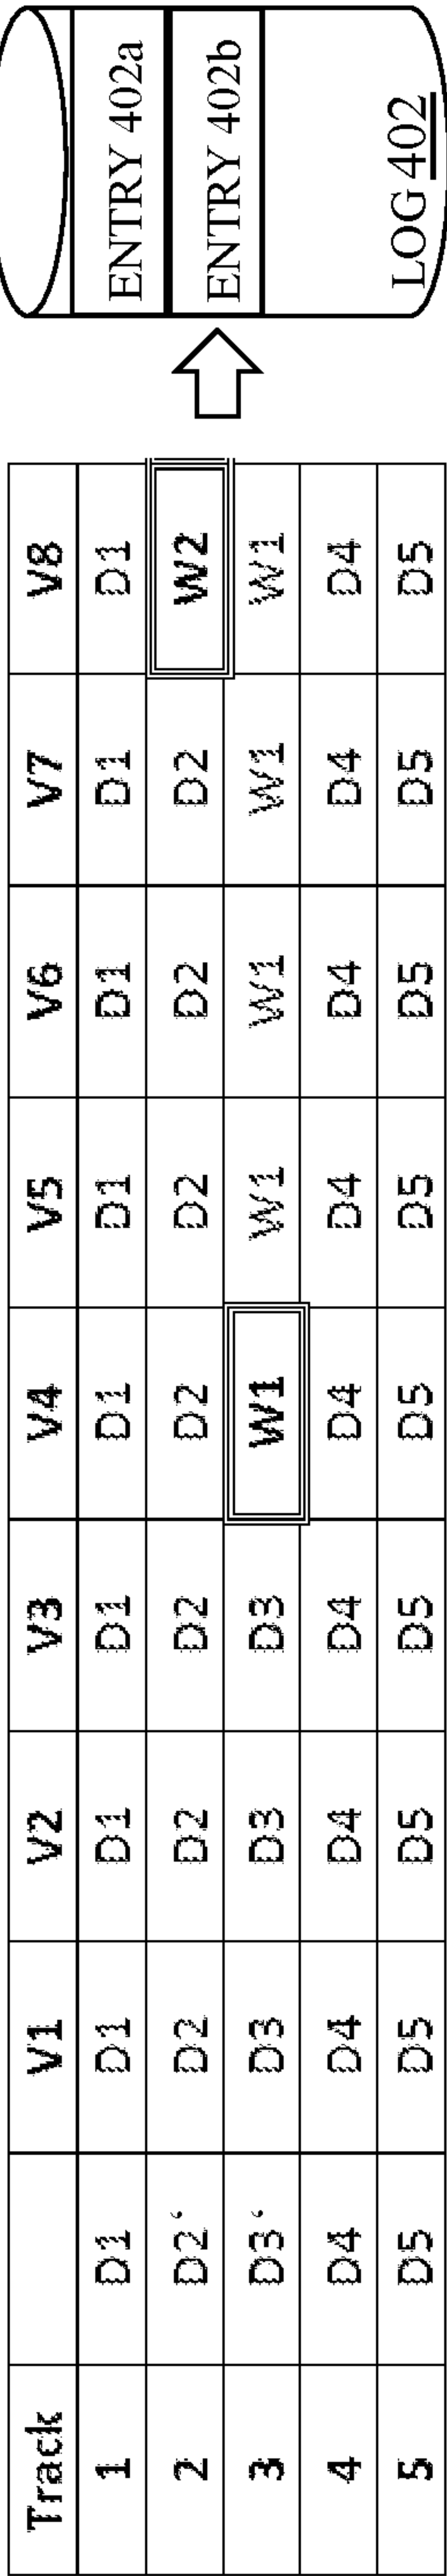 Track V1 V2 V3 V4 V5 V6 V7 V8
1 D1 D1 D1 D1 D1 D1 D1 D1 D1
2 D2‘ D2 D2 D2 D2 D2 D2 D2 W2
3 D3‘ D3 D3 D3 W1 W1 W1 W1 W1
4 D4 D4 D4 D4 D4 D4 D4 D4 D4
5 D5 D5 D5 D5 D5 D5 D5 D5 D5
ENTRY 402a
ENTRY 402b
LOG 402